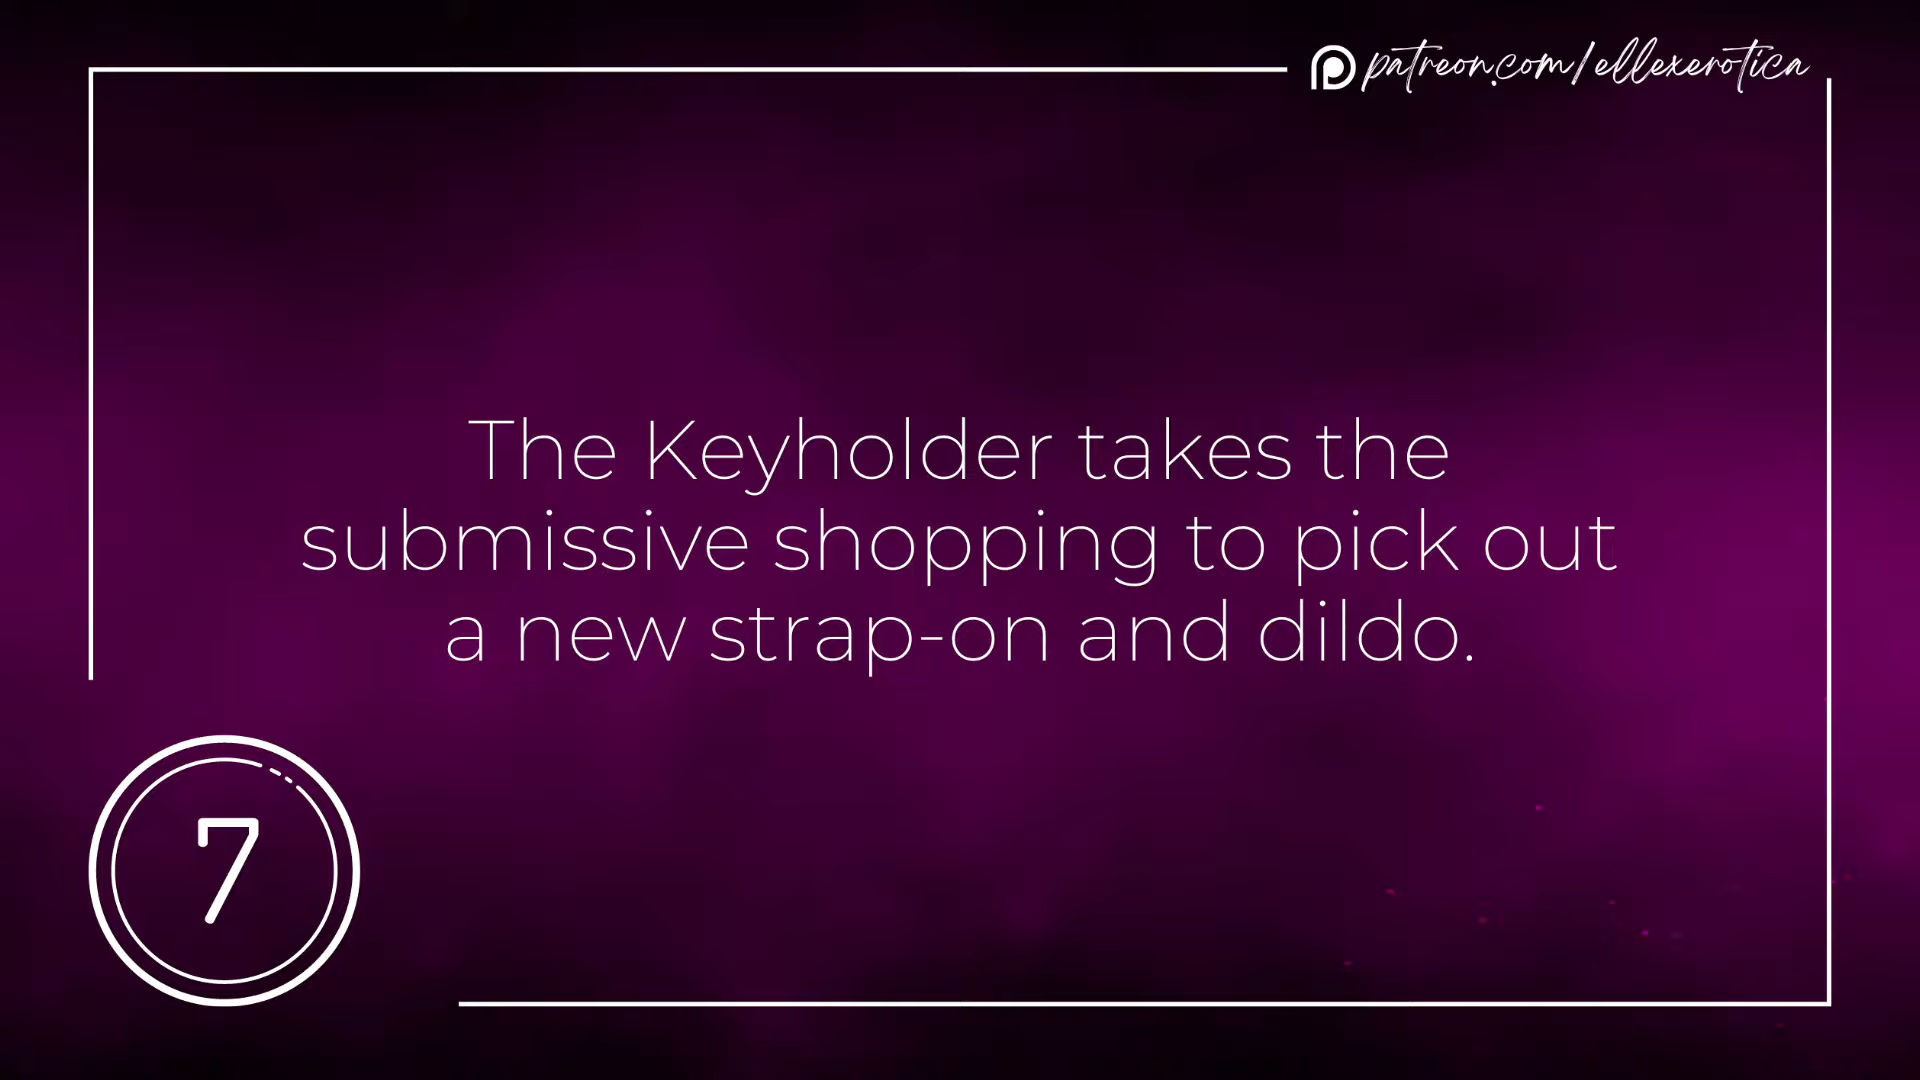 patreon.com/ellexerotica
The Keyholder takes the
submissive shopping to pick out
a new strap-on and dildo.
7